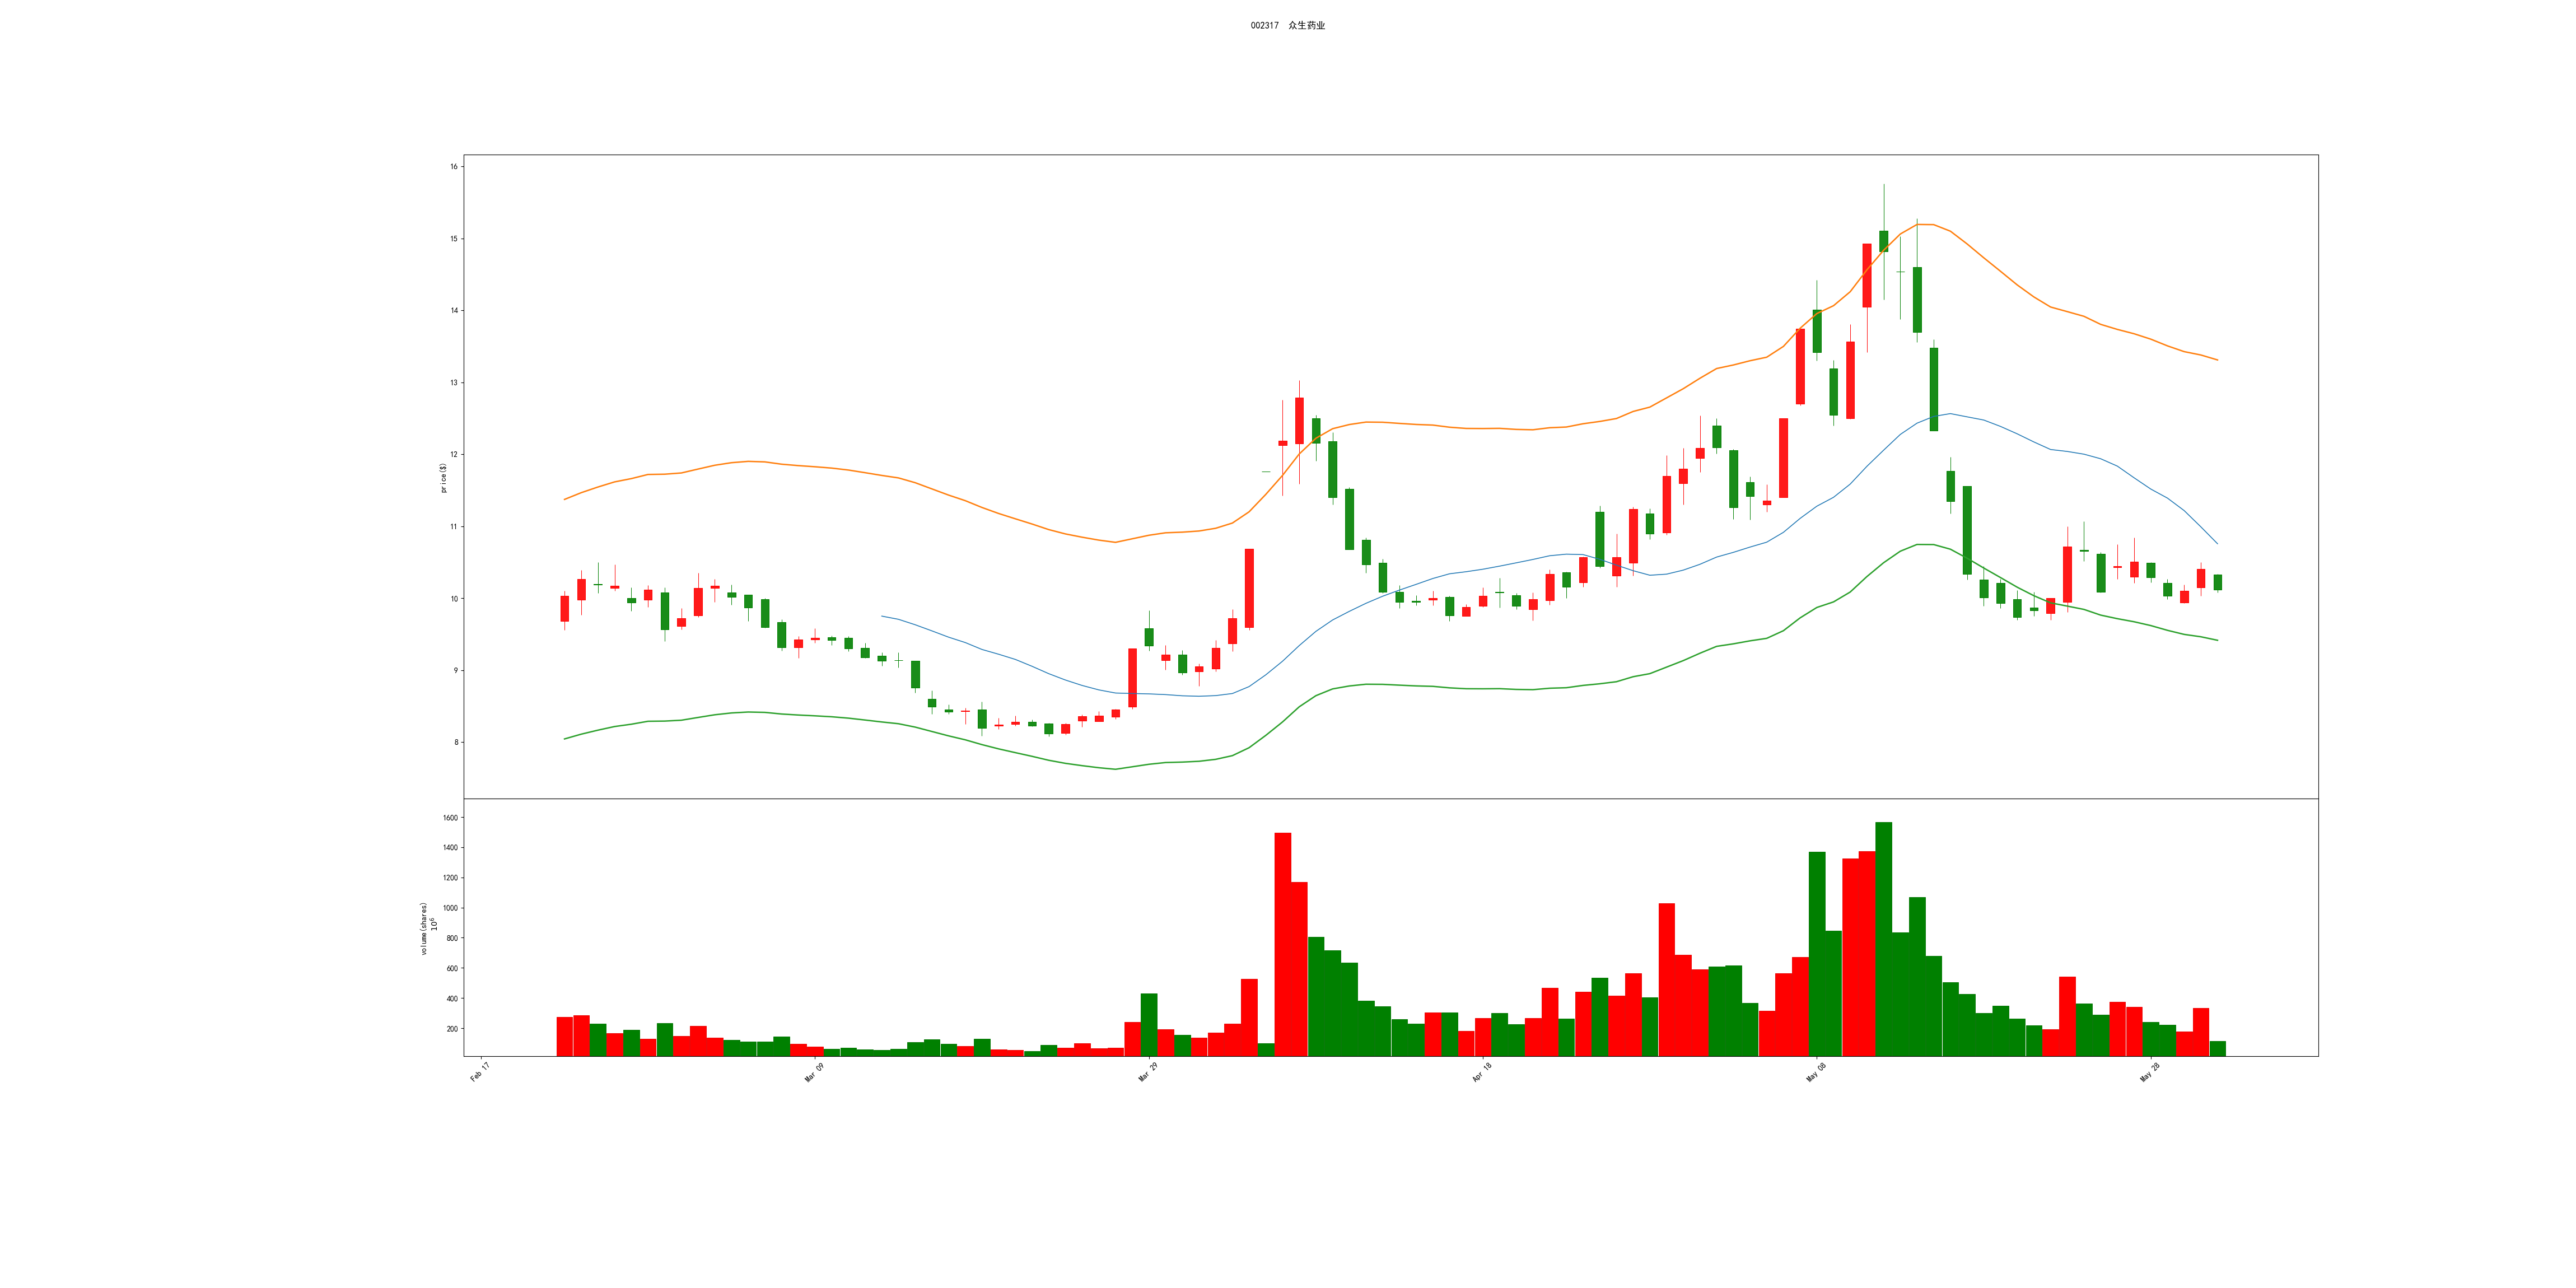 002317 众生药业
16
15
14
13
12
11
10
9
8
price($)
1600
1400
1200
1000
800
600
400
200
volume(shares)
10⁶
Feb 17
Mar 09
Mar 29
Apr 18
May 08
May 28